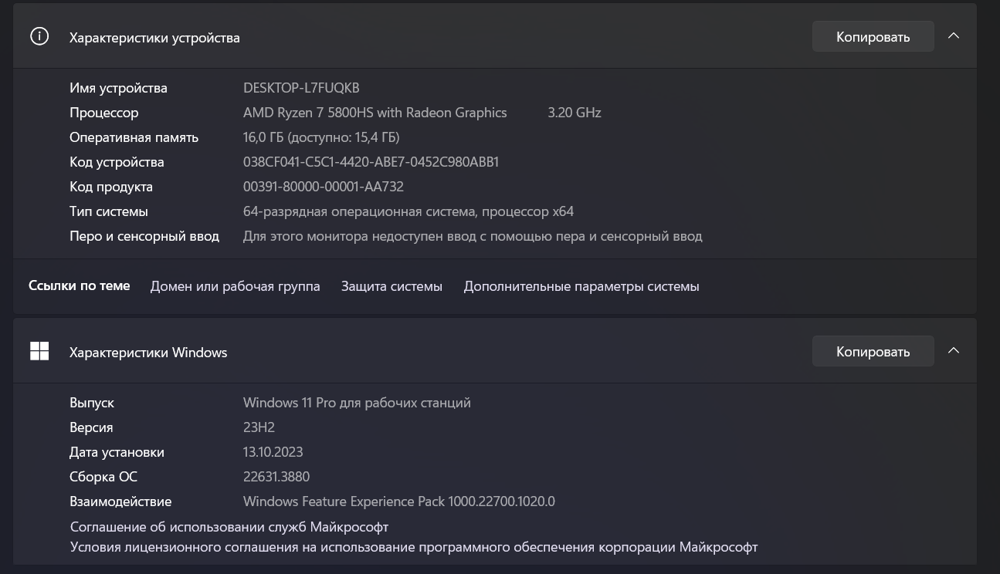 Характеристики устройства Копировать
Имя устройства DESKTOP-L7FUQKB
Процессор AMD Ryzen 7 5800HS with Radeon Graphics 3.20 GHz
Оперативная память 16,0 ГБ (доступно: 15,4 ГБ)
Код устройства 038CF041-C5C1-4420-ABE7-0452C980ABB1
Код продукта 00391-80000-00001-AA732
Тип системы 64-разрядная операционная система, процессор x64
Перо и сенсорный ввод Для этого монитора недоступен ввод с помощью пера и сенсорный ввод
Ссылки по теме Домен или рабочая группа Защита системы Дополнительные параметры системы
Характеристики Windows Копировать
Выпуск Windows 11 Pro для рабочих станций
Версия 23H2
Дата установки 13.10.2023
Сборка ОС 22631.3880
Взаимодействие Windows Feature Experience Pack 1000.22700.1020.0
Соглашение об использовании служб Майкрософт
Условия лицензионного соглашения на использование программного обеспечения корпорации Майкрософт